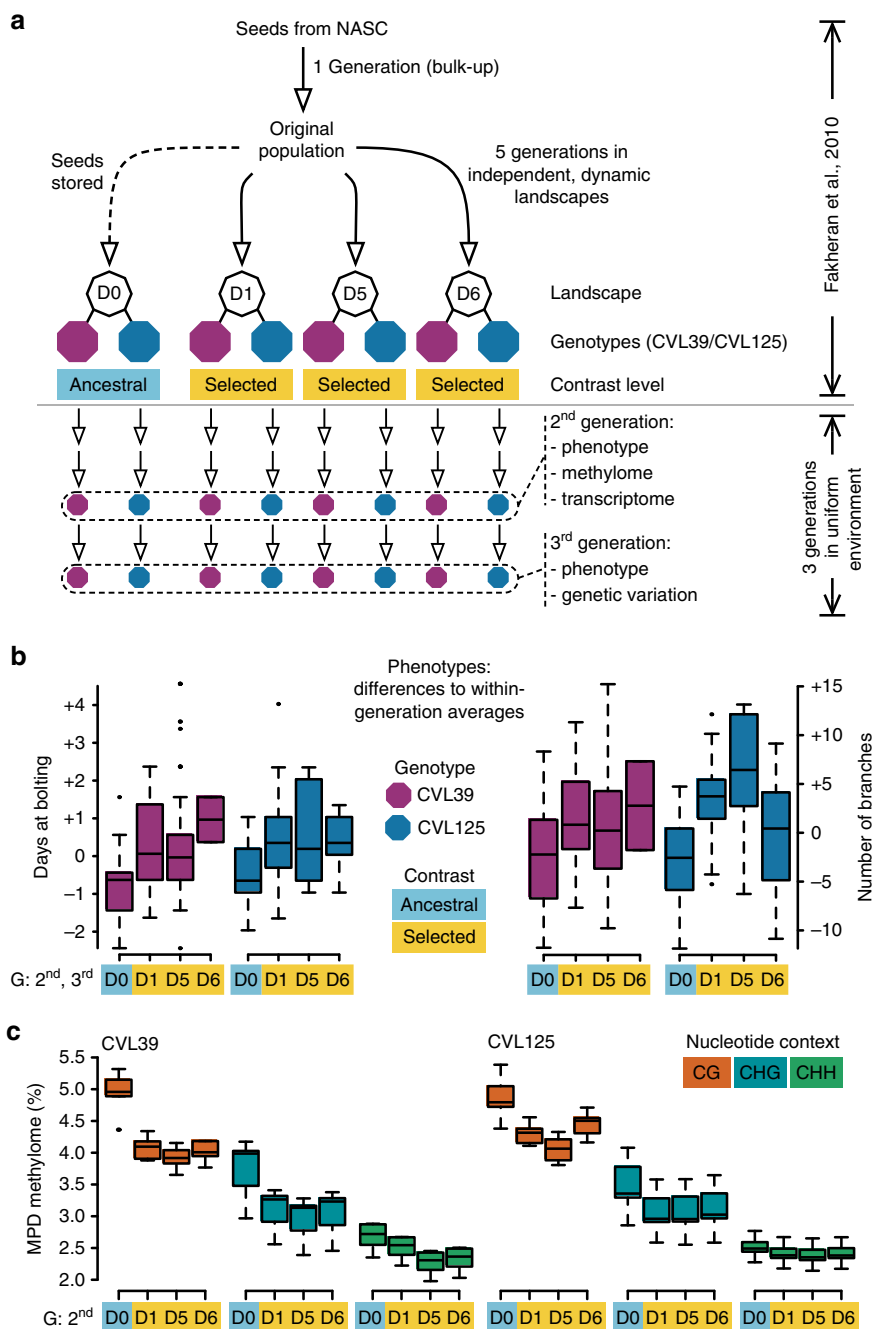 a
Seeds from NASC
1 Generation (bulk-up)
Original
population
Seeds
stored
5 generations in
independent, dynamic
landscapes
Fakheran et al., 2010
D0 D1 D5 D6
Landscape
Genotypes (CVL39/CVL125)
Ancestral Selected Selected Selected
Contrast level
2nd generation:
- phenotype
- methylome
- transcriptome
3rd generation:
- phenotype
- genetic variation
3 generations
in uniform
environment
b
Phenotypes:
differences to within-
generation averages
Days at bolting
+4
+3
+2
+1
0
−1
−2
Genotype
CVL39
CVL125
Contrast
Ancestral
Selected
Number of branches
+15
+10
+5
0
−5
−10
G: 2nd, 3rd
D0 D1 D5 D6 D0 D1 D5 D6 D0 D1 D5 D6 D0 D1 D5 D6
c
CVL39
CVL125
Nucleotide context
CG CHG CHH
MPD methylome (%)
5.5
5.0
4.5
4.0
3.5
3.0
2.5
2.0
G: 2nd
D0 D1 D5 D6 D0 D1 D5 D6 D0 D1 D5 D6 D0 D1 D5 D6 D0 D1 D5 D6 D0 D1 D5 D6